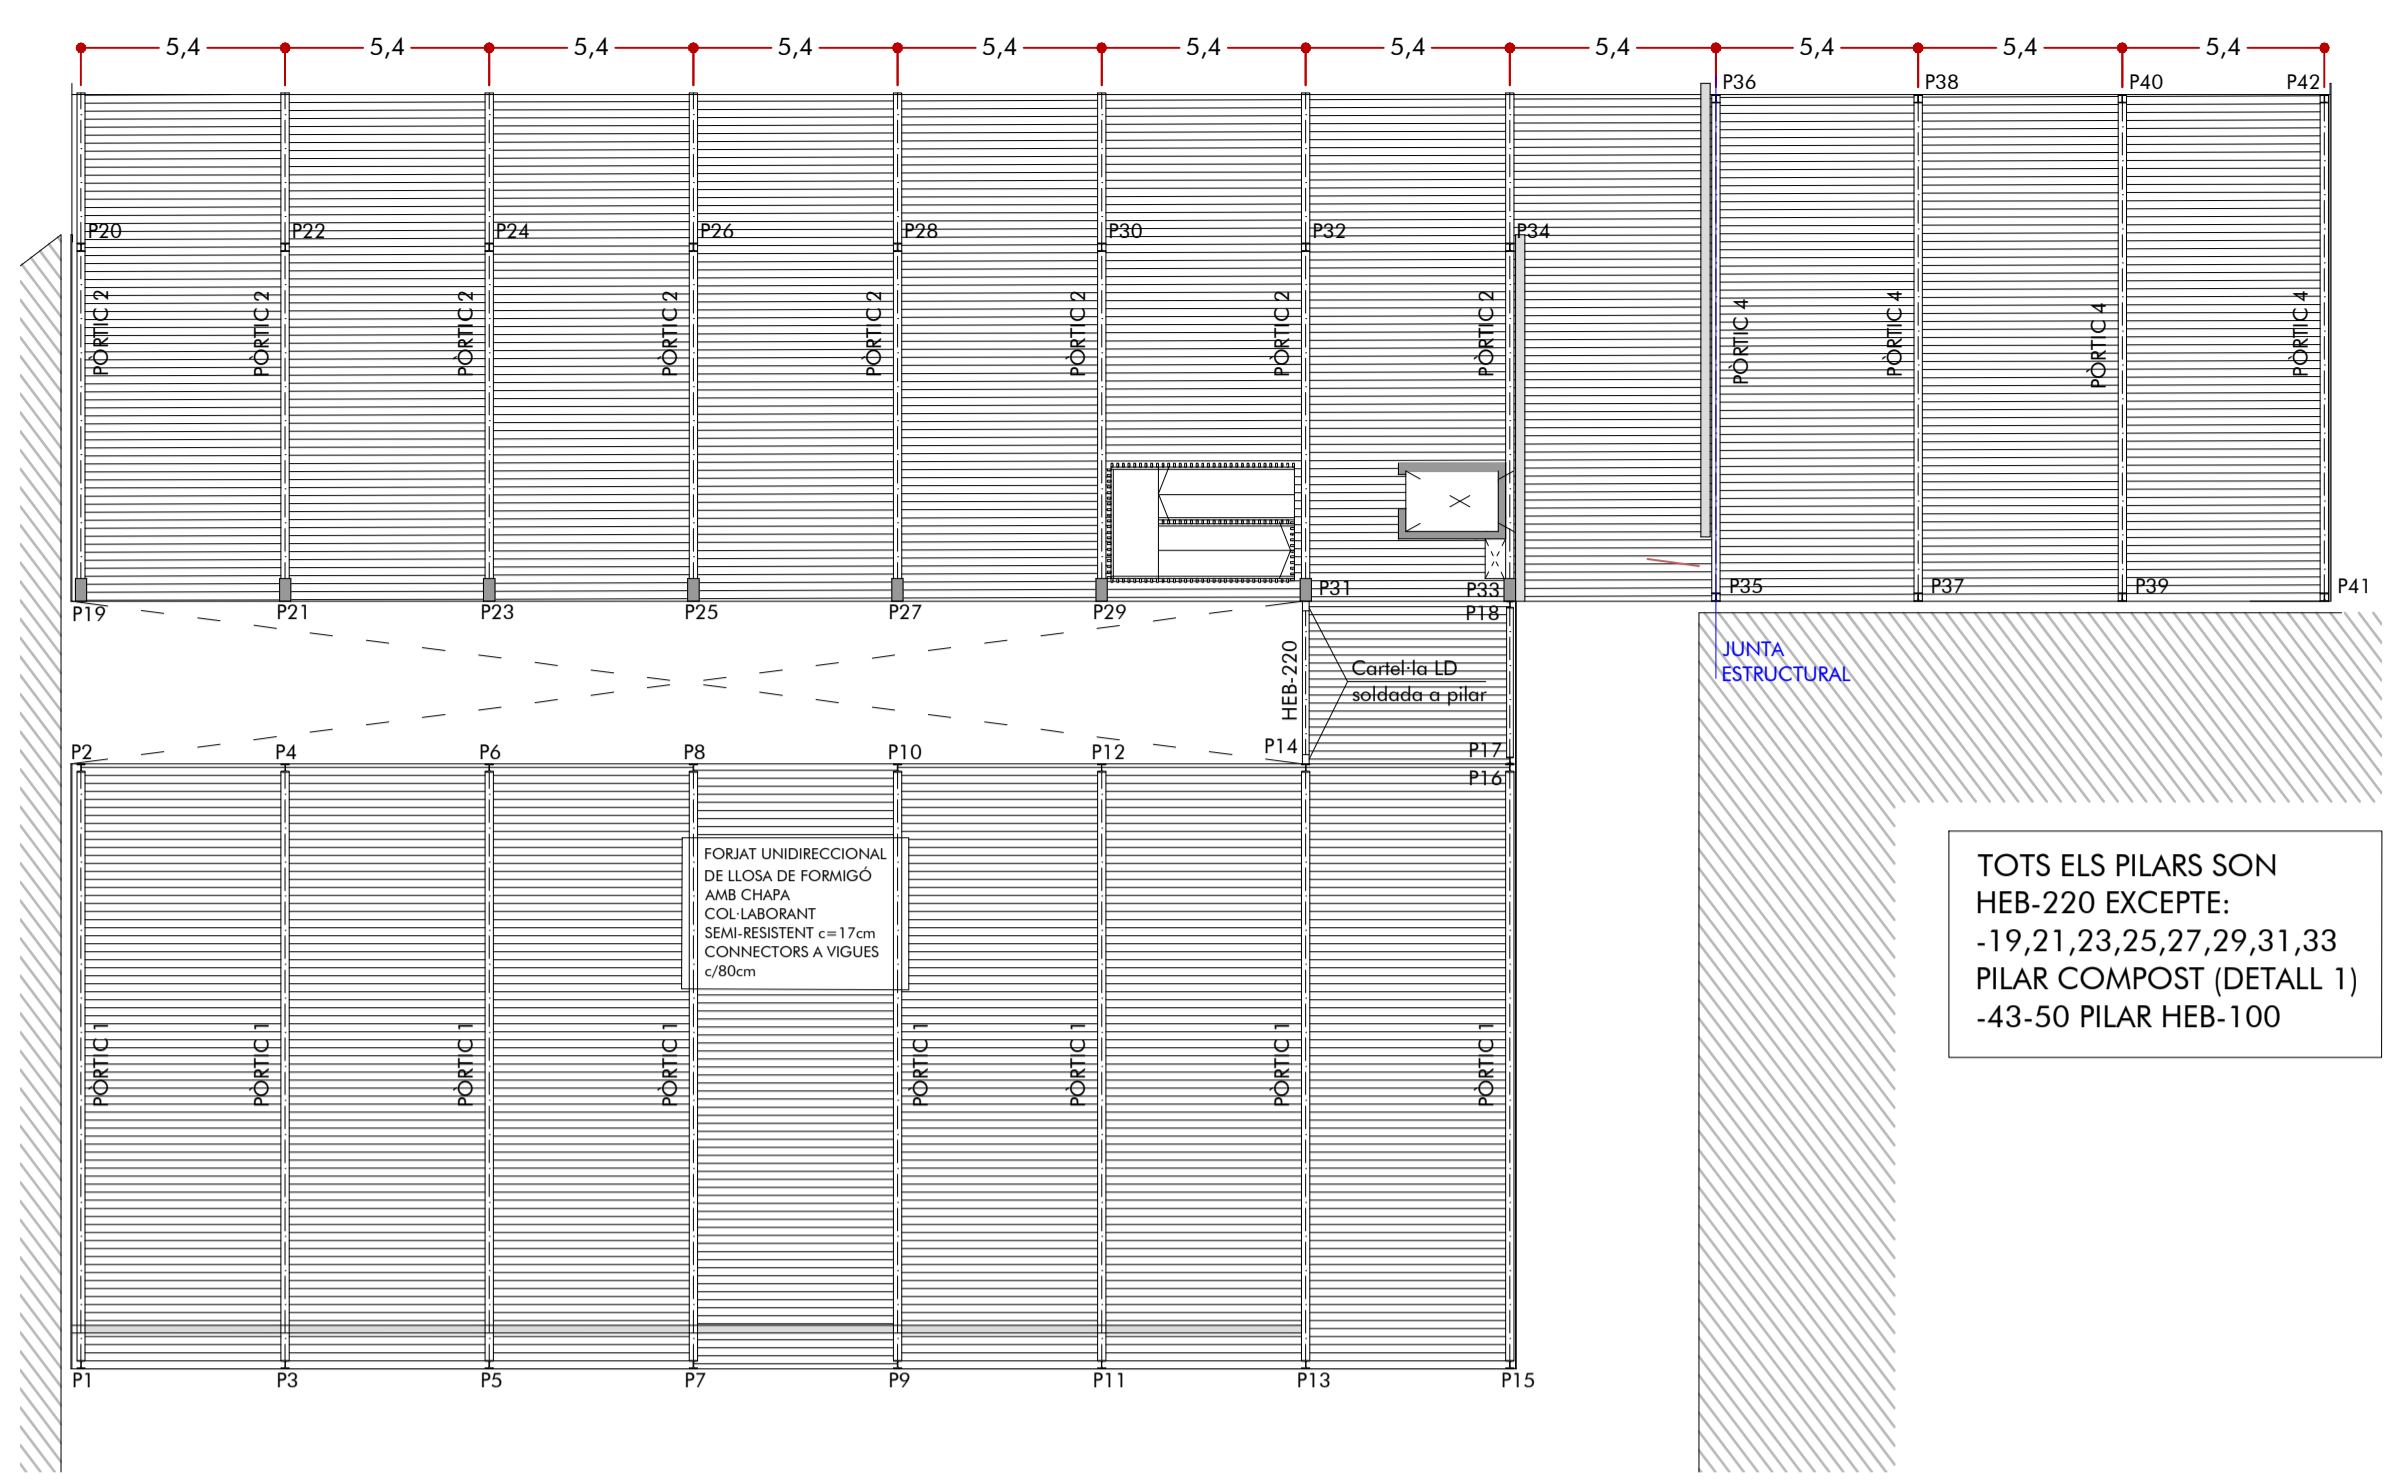 5,4 5,4 5,4 5,4 5,4 5,4 5,4 5,4 5,4 5,4 5,4
P36 P38 P40 P42
P20 P22 P24 P26 P28 P30 P32 P34
PÒRTIC 2 PÒRTIC 2 PÒRTIC 2 PÒRTIC 2 PÒRTIC 2 PÒRTIC 2 PÒRTIC 2 PÒRTIC 2 PÒRTIC 4 PÒRTIC 4 PÒRTIC 4 PÒRTIC 4
P31 P33 P35 P37 P39 P41
P19 P21 P23 P25 P27 P29 P18
HEB-220
Cartel·la LD
soldada a pilar
JUNTA
ESTRUCTURAL
P2 P4 P6 P8 P10 P12 P14 P17
P16
FORJAT UNIDIRECCIONAL
DE LLOSA DE FORMIGÓ
AMB CHAPA
COL·LABORANT
SEMI-RESISTENT c=17cm
CONNECTORS A VIGUES
c/80cm
TOTS ELS PILARS SON
HEB-220 EXCEPTE:
-19,21,23,25,27,29,31,33
PILAR COMPOST (DETALL 1)
-43-50 PILAR HEB-100
PÒRTIC 1 PÒRTIC 1 PÒRTIC 1 PÒRTIC 1 PÒRTIC 1 PÒRTIC 1 PÒRTIC 1 PÒRTIC 1
P1 P3 P5 P7 P9 P11 P13 P15